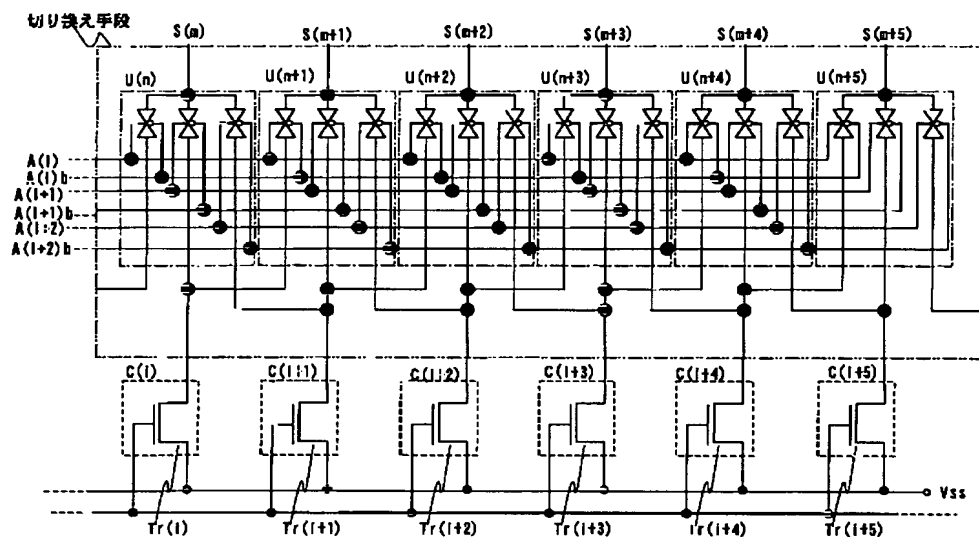 切り換え手段
S(m) S(m+1) S(m+2) S(m+3) S(m+4) S(m+5)
U(n) U(n+1) U(n+2) U(n+3) U(n+4) U(n+5)
A(i)
A(i)b
A(i+1)
A(i+1)b
A(i+2)
A(i+2)b
C(i) C(i+1) C(i+2) C(i+3) C(i+4) C(i+5)
Vss
Tr(i) Tr(i+1) Tr(i+2) Tr(i+3) Tr(i+4) Tr(i+5)